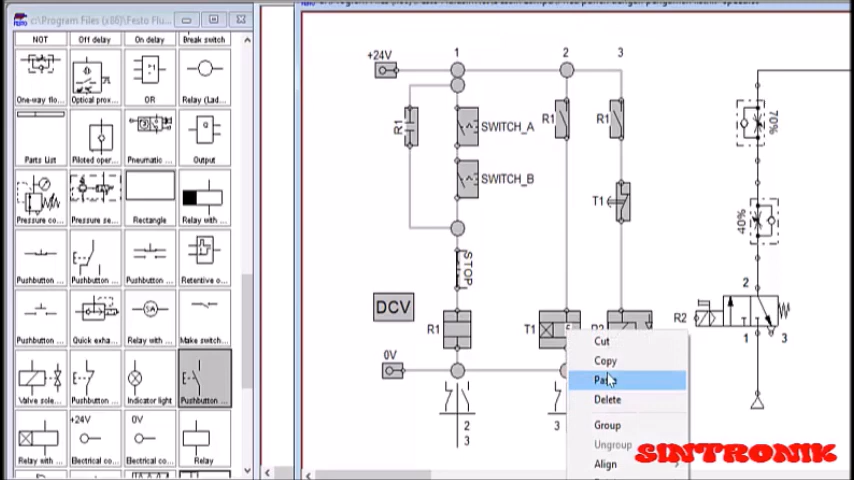 c:\Program Files (x86)\Festo Flu...
NOT
Off delay
On delay
Break switch
One-way flo...
Optical prox...
OR
Relay (Lad...
Parts List
Piloted oper...
Pneumatic ...
Output
Pressure co...
Pressure se...
Rectangle
Relay with ...
Pushbutton ...
Pushbutton ...
Pushbutton ...
Retentive o...
Pushbutton ...
Quick exha...
Relay with ...
Make switch...
Valve sole...
Pushbutton ...
Indicator light
Pushbutton ...
+24V
0V
Relay with ...
Electrical co...
Electrical co...
Relay
1
2
3
+24V
R1
SWITCH_A
R1
R1
SWITCH_B
T1
STOP
DCV
R1
T1
5
0V
2
3
3
70%
40%
2
R2
1
3
Cut
Copy
Delete
Group
Ungroup
Align
SINTRONIK